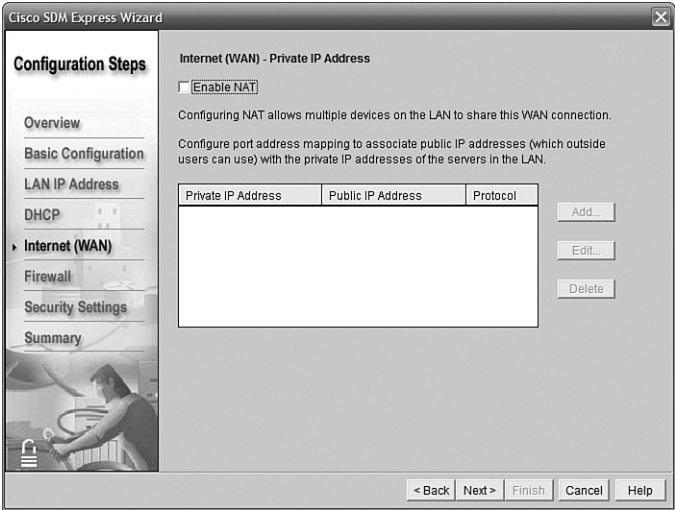 Cisco SDM Express Wizard
Configuration Steps
Overview
Basic Configuration
LAN IP Address
DHCP
Internet (WAN)
Firewall
Security Settings
Summary
Internet (WAN) - Private IP Address
Enable NAT
Configuring NAT allows multiple devices on the LAN to share this WAN connection.
Configure port address mapping to associate public IP addresses (which outside
users can use) with the private IP addresses of the servers in the LAN.
Private IP Address Public IP Address Protocol
Add...
Edit...
Delete
< Back Next > Finish Cancel Help